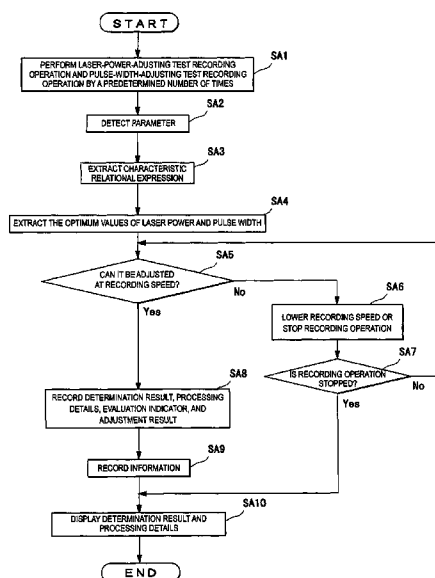 START
SA1
PERFORM LASER-POWER-ADUSTING TEST RECORDING
OPERATION AND PULSE-WIDTH-ADJUSTING TEST RECORDING
OPERATION BY A PREDETERMINED NUMBER OF TIMES
SA2
DETECT PARAMETER
SA3
EXTRACT CHARACTERISTIC
RELATIONAL EXPRESSION
SA4
EXTRACT THE OPTIMUM VALUES OF LASER POWER AND PULSE WIDTH
SA5
CAN IT BE ADJUSTED
AT RECORDING SPEED?
No
Yes
SA6
LOWER RECORDING SPEED OR
STOP RECORDING OPERATION
SA7
IS RECORDING OPERATION
STOPPED?
No
Yes
SA8
RECORD DETERMINATION RESULT, PROCESSING
DETAILS, EVALUATION INDICATOR, AND
ADJUSTMENT RESULT
SA9
RECORD INFORMATION
SA10
DISPLAY DETERMINATION RESULT AND
PROCESSING DETAILS
END